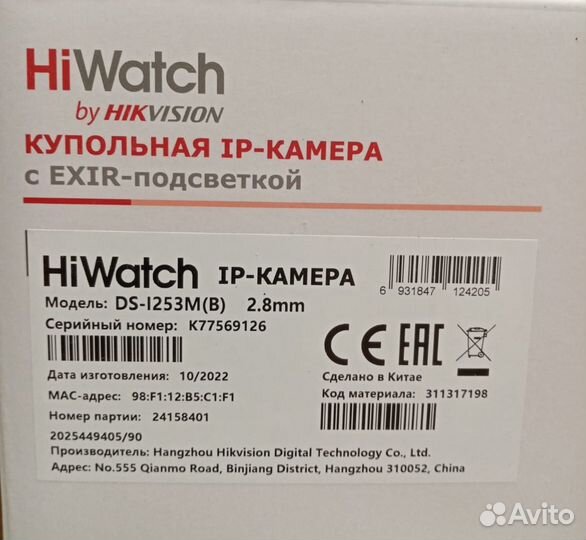 HiWatch
by HIKVISION
КУПОЛЬНАЯ IP-КАМЕРА
с EXIR-подсветкой
HiWatch IP-КАМЕРА
6 931847 124205
Модель: DS-I253M(B) 2.8mm
Серийный номер: K77569126
CE EAC
Дата изготовления: 10/2022
Сделано в Китае
MAC-адрес: 98:F1:12:B5:C1:F1
Код материала: 311317198
Номер партии: 24158401
2025449405/90
Производитель: Hangzhou Hikvision Digital Technology Co., Ltd.
Адрес: No.555 Qianmo Road, Binjiang District, Hangzhou 310052, China
Avito